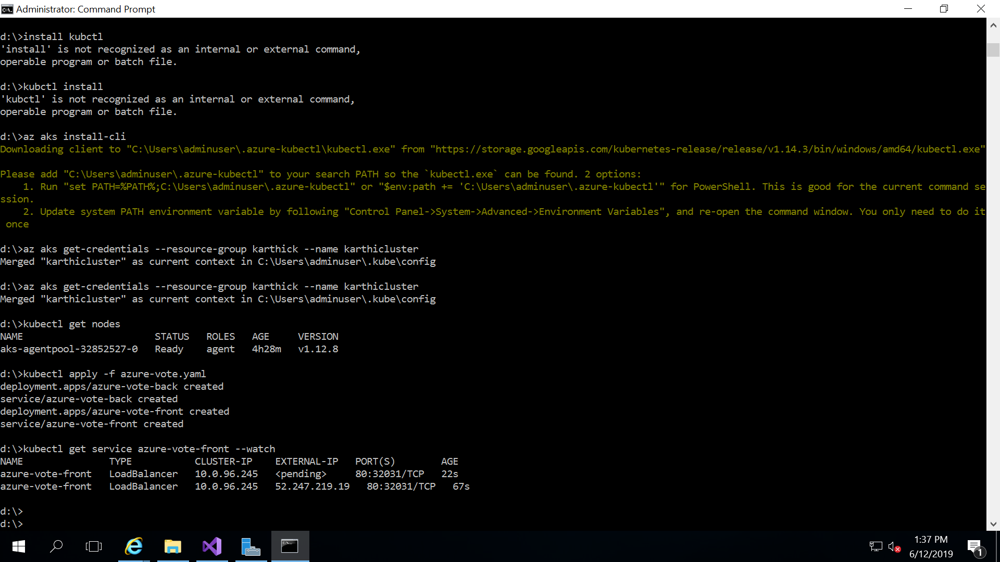 Administrator: Command Prompt
d:\>install kubctl
'install' is not recognized as an internal or external command,
operable program or batch file.
d:\>kubctl install
'kubctl' is not recognized as an internal or external command,
operable program or batch file.
d:\>az aks install-cli
Downloading client to "C:\Users\adminuser\.azure-kubectl\kubectl.exe" from "https://storage.googleapis.com/kubernetes-release/release/v1.14.3/bin/windows/amd64/kubectl.exe"
Please add "C:\Users\adminuser\.azure-kubectl" to your search PATH so the `kubectl.exe` can be found. 2 options:
    1. Run "set PATH=%PATH%;C:\Users\adminuser\.azure-kubectl" or "$env:path += 'C:\Users\adminuser\.azure-kubectl'" for PowerShell. This is good for the current command se
ssion.
    2. Update system PATH environment variable by following "Control Panel->System->Advanced->Environment Variables", and re-open the command window. You only need to do it
 once
d:\>az aks get-credentials --resource-group karthick --name karthicluster
Merged "karthicluster" as current context in C:\Users\adminuser\.kube\config
d:\>az aks get-credentials --resource-group karthick --name karthicluster
Merged "karthicluster" as current context in C:\Users\adminuser\.kube\config
d:\>kubectl get nodes
NAME                       STATUS   ROLES   AGE     VERSION
aks-agentpool-32852527-0   Ready    agent   4h28m   v1.12.8
d:\>kubectl apply -f azure-vote.yaml
deployment.apps/azure-vote-back created
service/azure-vote-back created
deployment.apps/azure-vote-front created
service/azure-vote-front created
d:\>kubectl get service azure-vote-front --watch
NAME               TYPE           CLUSTER-IP    EXTERNAL-IP   PORT(S)        AGE
azure-vote-front   LoadBalancer   10.0.96.245   <pending>     80:32031/TCP   22s
azure-vote-front   LoadBalancer   10.0.96.245   52.247.219.19   80:32031/TCP   67s
d:\>
d:\>
1:37 PM
6/12/2019
1